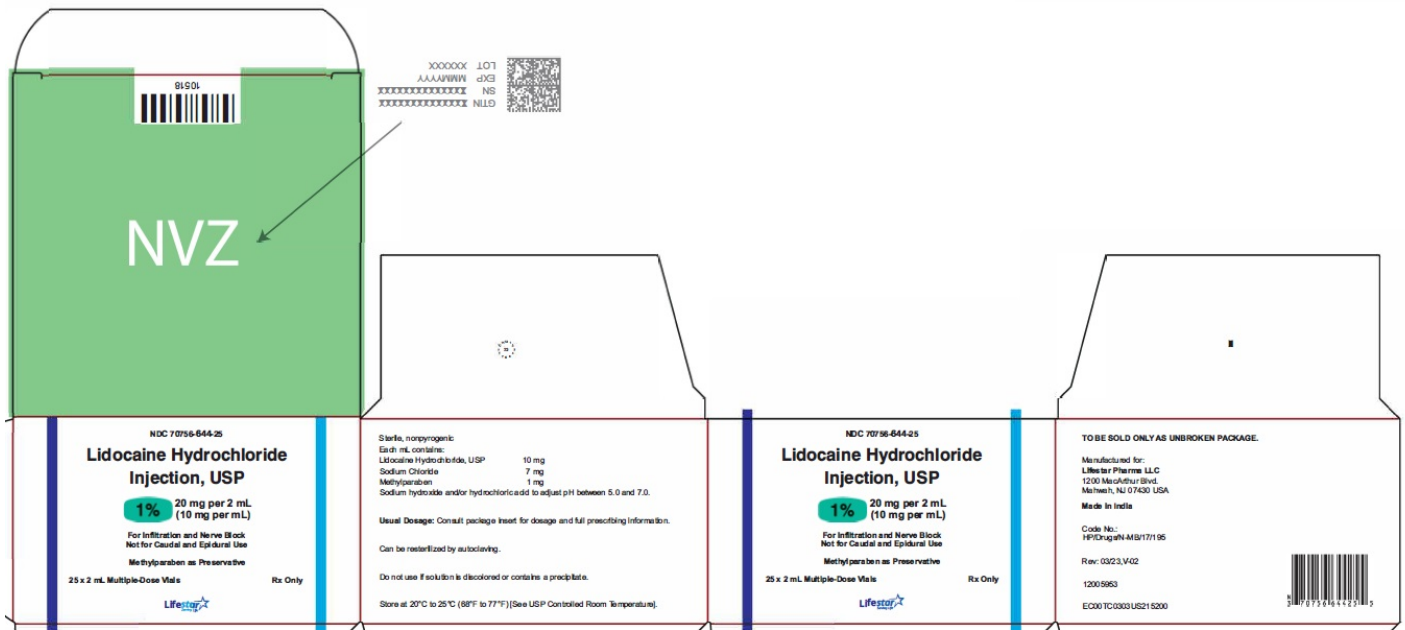 10518
GTIN XXXXXXXXXXXXXX
SN XXXXXXXXXXXXXX
EXP MMMYYYY
LOT XXXXXX
NVZ
NDC 70756-644-25
Lidocaine Hydrochloride
Injection, USP
1%
20 mg per 2 mL
(10 mg per mL)
For Infiltration and Nerve Block
Not for Caudal and Epidural Use
Methylparaben as Preservative
25 x 2 mL Multiple-Dose Vials Rx Only
Lifestar
Sterile, nonpyrogenic
Each mL contains:
Lidocaine Hydrochloride, USP 10 mg
Sodium Chloride 7 mg
Methylparaben 1 mg
Sodium hydroxide and/or hydrochloric acid to adjust pH between 5.0 and 7.0.
Usual Dosage: Consult package insert for dosage and full prescribing information.
Can be resterilized by autoclaving.
Do not use if solution is discolored or contains a precipitate.
Store at 20°C to 25°C (68°F to 77°F) [See USP Controlled Room Temperature].
NDC 70756-644-25
Lidocaine Hydrochloride
Injection, USP
1%
20 mg per 2 mL
(10 mg per mL)
For Infiltration and Nerve Block
Not for Caudal and Epidural Use
Methylparaben as Preservative
25 x 2 mL Multiple-Dose Vials Rx Only
Lifestar
TO BE SOLD ONLY AS UNBROKEN PACKAGE.
Manufactured for:
Lifestar Pharma LLC
1200 MacArthur Blvd.
Mahwah, NJ 07430 USA
Made in India
Code No.:
HP/Drugs/N-MB/17/195
Rev: 03/23,V-02
12005953
EC00TC0303US215200
3 70756 64425 5